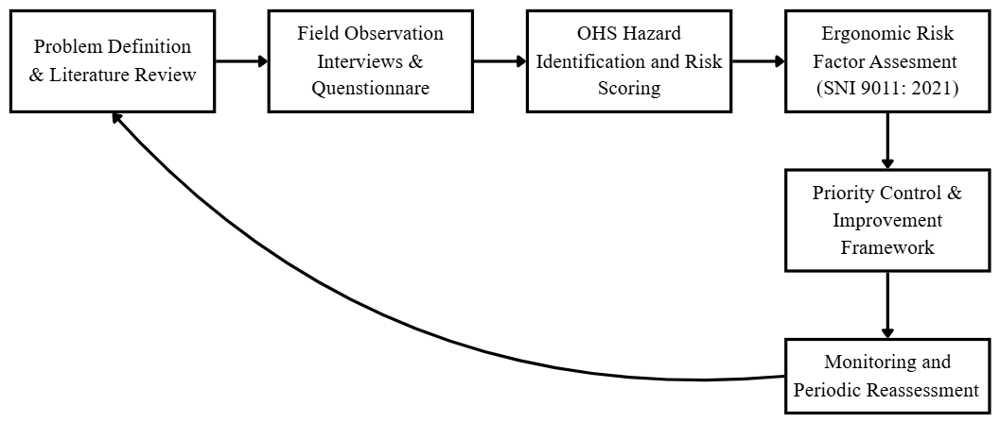 Problem Definition
& Literature Review
Field Observation
Interviews &
Quenstionnare
OHS Hazard
Identification and Risk
Scoring
Ergonomic Risk
Factor Assesment
(SNI 9011: 2021)
Priority Control &
Improvement
Framework
Monitoring and
Periodic Reassessment